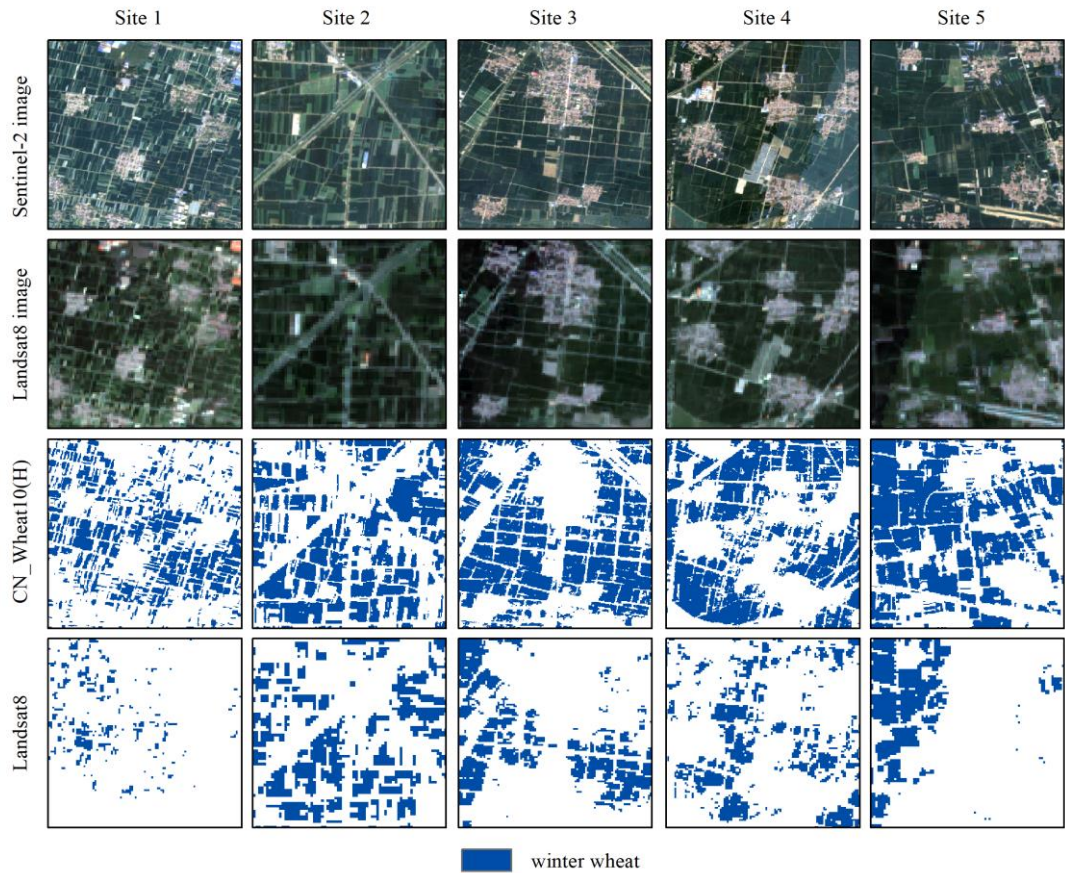 Site 1
Site 2
Site 3
Site 4
Site 5
Sentinel-2 image
Landsat8 image
CN_Wheat10(H)
Landsat8
winter wheat